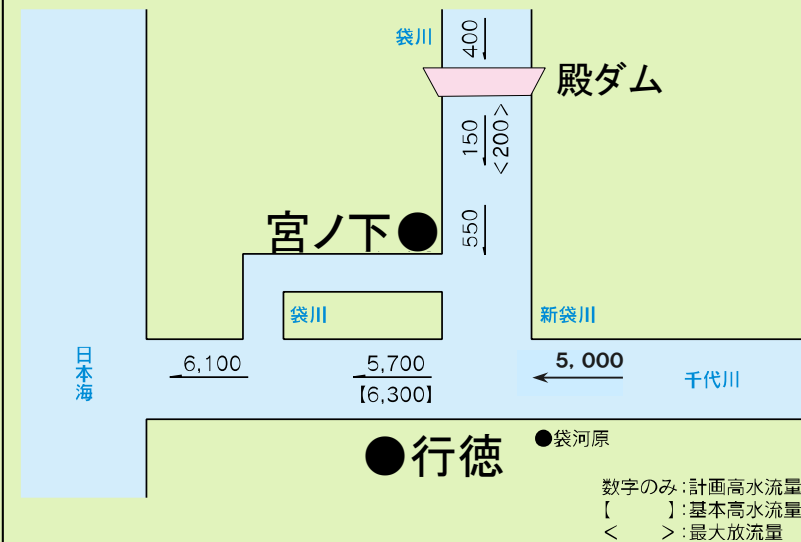 袋川
400
殿ダム
150
<200>
宮ノ下
550
袋川
新袋川
日本海
6,100
5,700
【6,300】
5,000
千代川
行徳
袋河原
数字のみ:計画高水流量
【 】:基本高水流量
< >:最大放流量